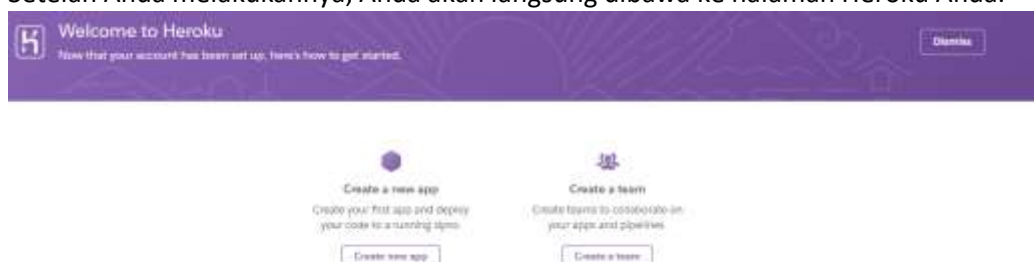 Setelah Anda melakukannya, Anda akan langsung dibawa ke halaman Heroku Anda.
Welcome to Heroku
Now that your account has been set up, here's how to get started.
Dismiss
Create a new app
Create a team
Create your first app and deploy
your code to a running dyno.
Create teams to collaborate on
your apps and pipelines.
Create new app
Create a team